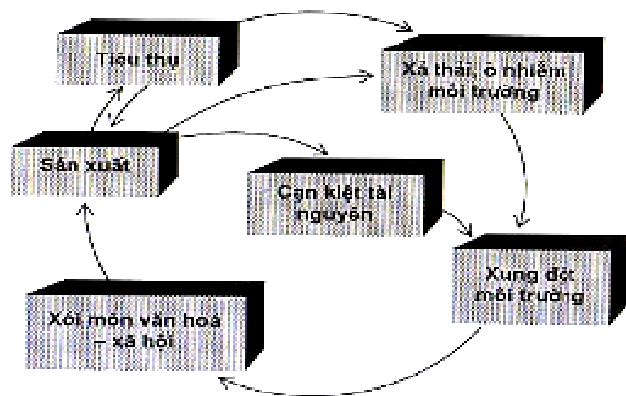 Tiêu thụ
Xả thải, ô nhiễm
môi trường
Sản xuất
Cạn kiệt tài
nguyên
Xung đột
môi trường
Xói mòn văn hoá
– xã hội